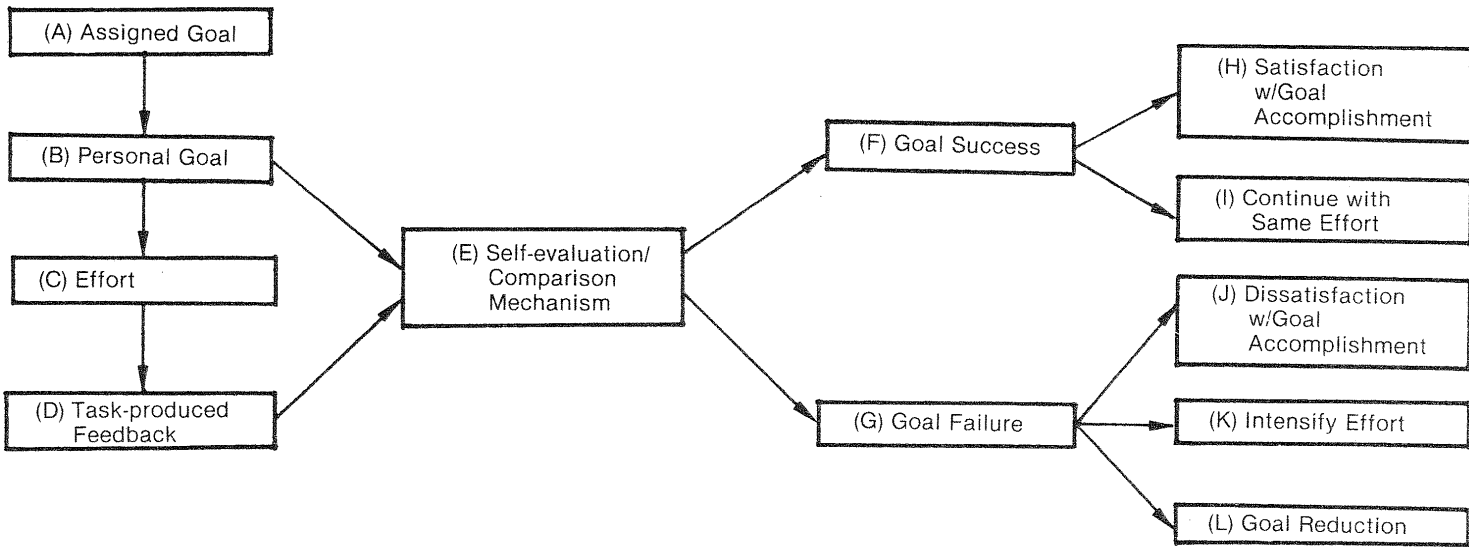 (A) Assigned Goal
(B) Personal Goal
(C) Effort
(D) Task-produced
Feedback
(E) Self-evaluation/
Comparison
Mechanism
(F) Goal Success
(G) Goal Failure
(H) Satisfaction
w/Goal
Accomplishment
(I) Continue with
Same Effort
(J) Dissatisfaction
w/Goal
Accomplishment
(K) Intensify Effort
(L) Goal Reduction